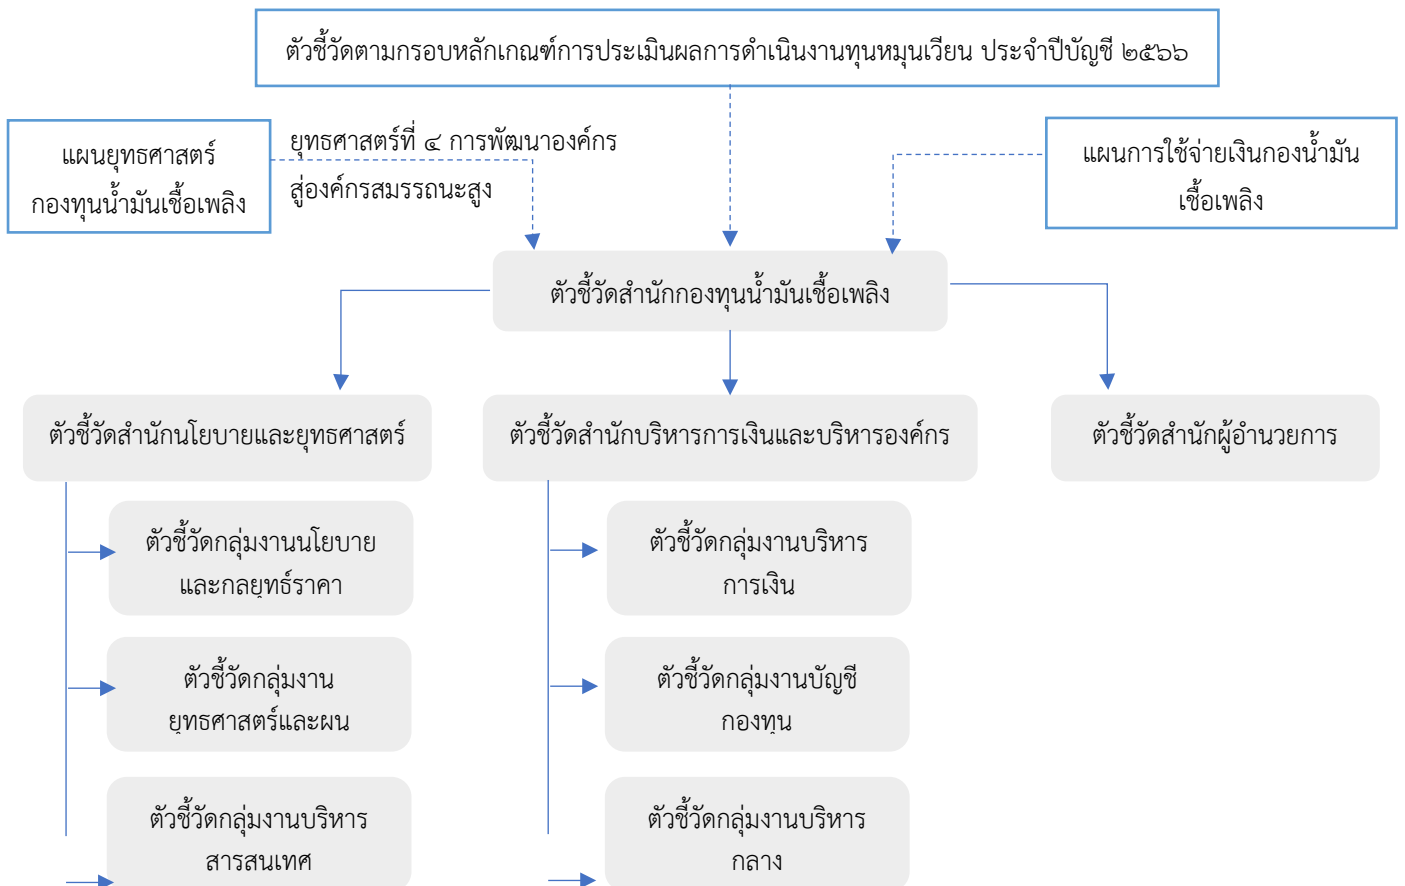 ตัวชี้วัดตามกรอบหลักเกณฑ์การประเมินผลการดำเนินงานทุนหมุนเวียน ประจำปีบัญชี ๒๕๖๖
แผนยุทธศาสตร์
กองทุนน้ำมันเชื้อเพลิง
ยุทธศาสตร์ที่ ๔ การพัฒนาองค์กร
สู่องค์กรสมรรถนะสูง
แผนการใช้จ่ายเงินกองน้ำมัน
เชื้อเพลิง
ตัวชี้วัดสำนักกองทุนน้ำมันเชื้อเพลิง
ตัวชี้วัดสำนักนโยบายและยุทธศาสตร์
ตัวชี้วัดสำนักบริหารการเงินและบริหารองค์กร
ตัวชี้วัดสำนักผู้อำนวยการ
ตัวชี้วัดกลุ่มงานนโยบาย
และกลยุทธ์ราคา
ตัวชี้วัดกลุ่มงานบริหาร
การเงิน
ตัวชี้วัดกลุ่มงาน
ยุทธศาสตร์และผน
ตัวชี้วัดกลุ่มงานบัญชี
กองทุน
ตัวชี้วัดกลุ่มงานบริหาร
สารสนเทศ
ตัวชี้วัดกลุ่มงานบริหาร
กลาง